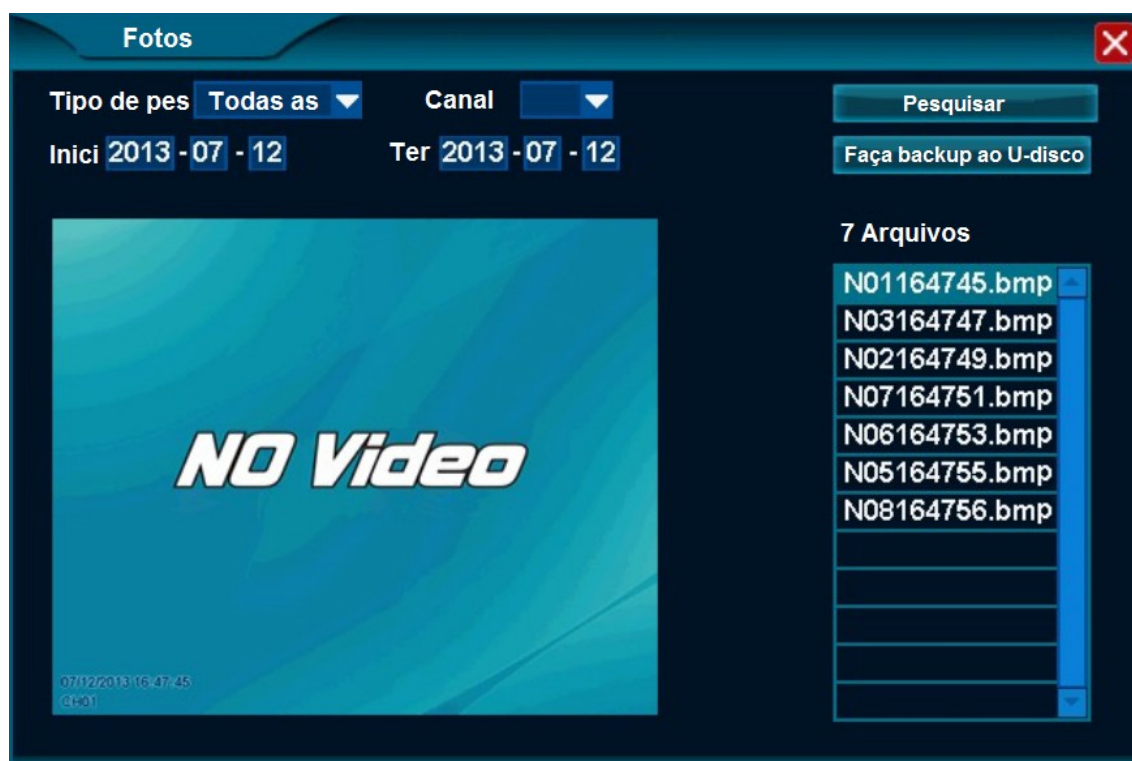 Fotos
Tipo de pes Todas as Canal Pesquisar
Inici 2013 - 07 - 12 Ter 2013 - 07 - 12 Faça backup ao U-disco
7 Arquivos
N01164745.bmp
N03164747.bmp
N02164749.bmp
N07164751.bmp
N06164753.bmp
N05164755.bmp
N08164756.bmp
NO Video
07/12/2013 16:47:45
CH01